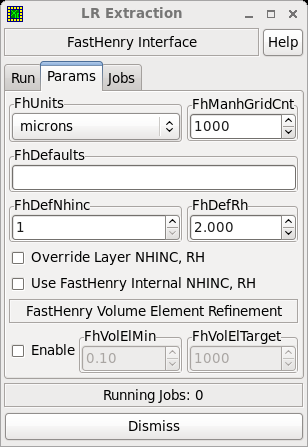 LR Extraction
FastHenry Interface Help
Run Params Jobs
FhUnits FhManhGridCnt
microns 1000
FhDefaults
FhDefNhinc FhDefRh
1 2.000
Override Layer NHINC, RH
Use FastHenry Internal NHINC, RH
FastHenry Volume Element Refinement
FhVolElMin FhVolElTarget
Enable 0.10 1000
Running Jobs: 0
Dismiss